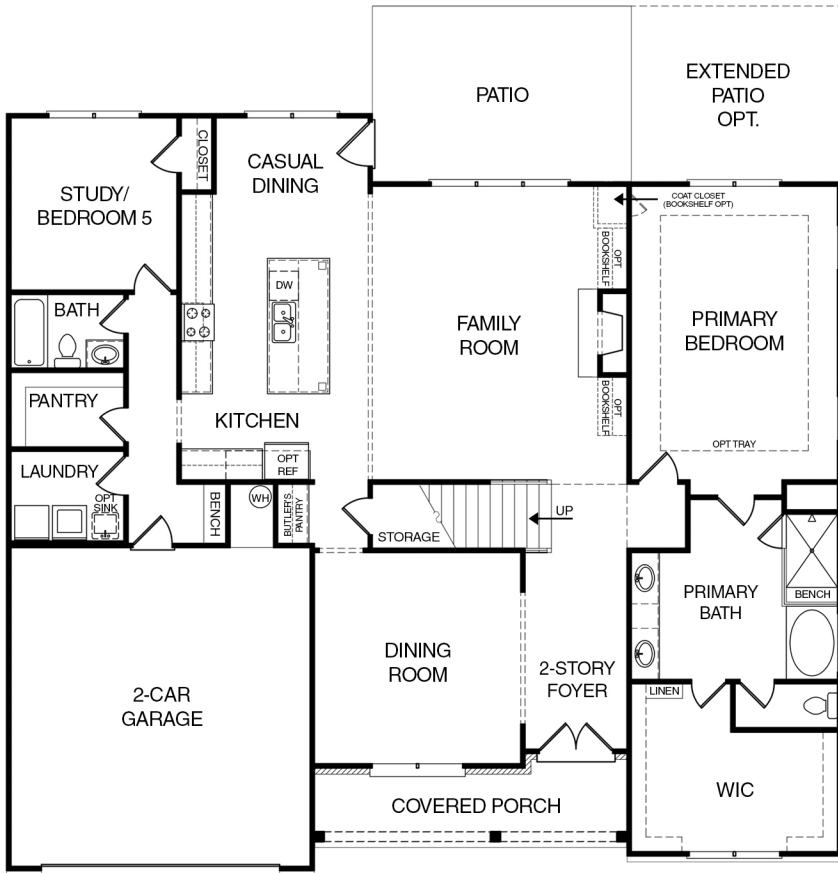 PATIO
EXTENDED
PATIO
OPT.
STUDY/
BEDROOM 5
CLOSET
CASUAL
DINING
COAT CLOSET
(BOOKSHELF OPT)
OPT
BOOKSHELF
DW
BATH
FAMILY
ROOM
PRIMARY
BEDROOM
PANTRY
KITCHEN
OPT
BOOKSHELF
OPT TRAY
LAUNDRY
OPT
SINK
OPT
REF
BENCH
WH
BUTLER'S
PANTRY
STORAGE
UP
PRIMARY
BATH
BENCH
DINING
ROOM
2-STORY
FOYER
LINEN
2-CAR
GARAGE
WIC
COVERED PORCH